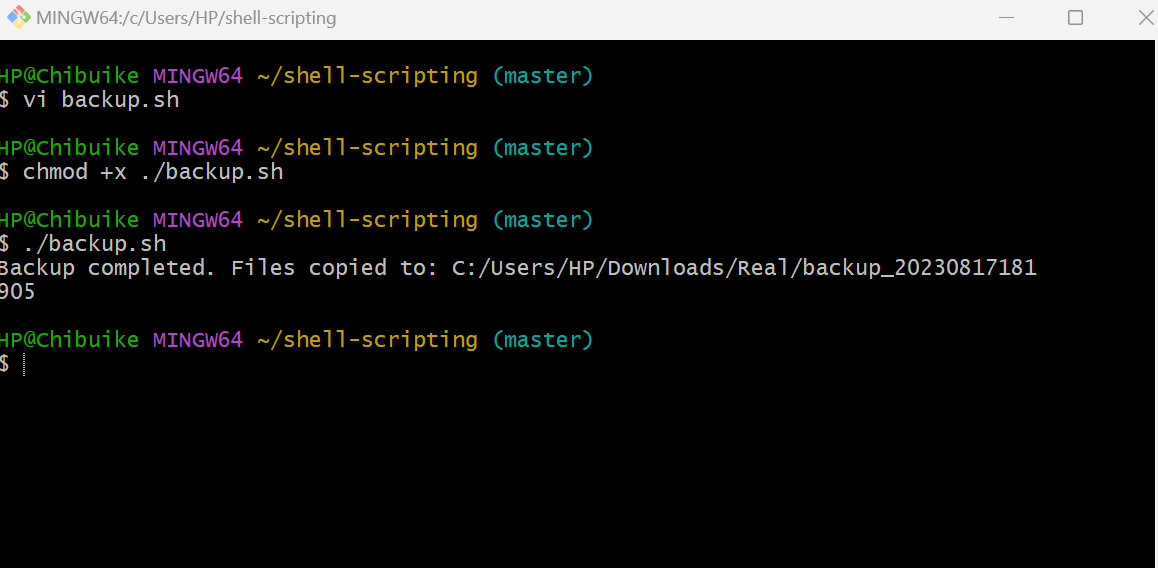 MINGW64:/c/Users/HP/shell-scripting
HP@Chibuike MINGW64 ~/shell-scripting (master)
$ vi backup.sh
HP@Chibuike MINGW64 ~/shell-scripting (master)
$ chmod +x ./backup.sh
HP@Chibuike MINGW64 ~/shell-scripting (master)
$ ./backup.sh
Backup completed. Files copied to: C:/Users/HP/Downloads/Real/backup_20230817181
905
HP@Chibuike MINGW64 ~/shell-scripting (master)
$